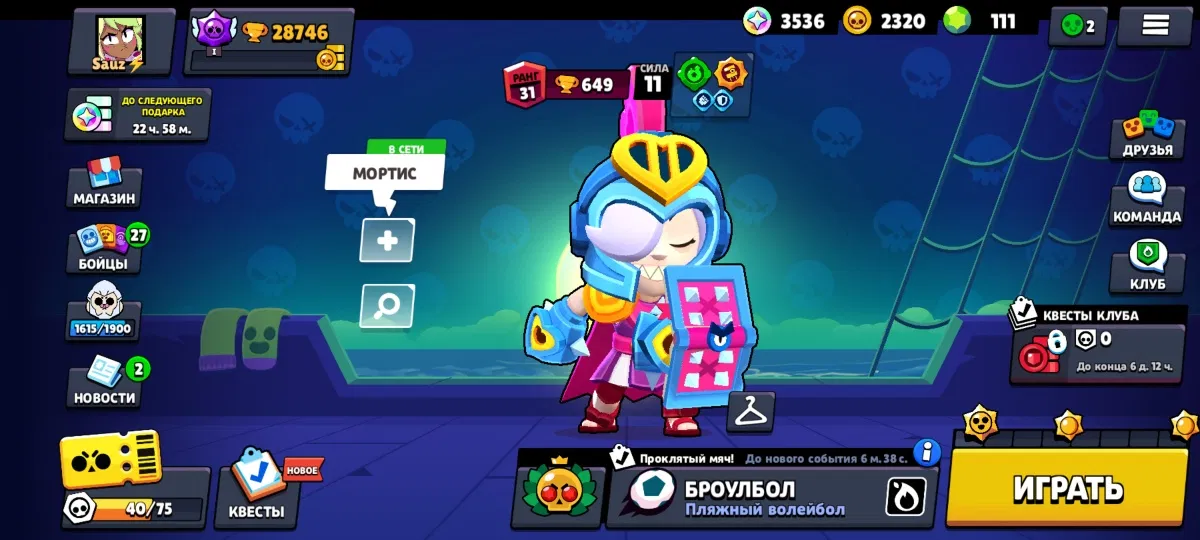 Sauz
I
28746
3536
2320
111
2
ДО СЛЕДУЮЩЕГО
ПОДАРКА
22 ч. 58 м.
РАНГ
31
649
СИЛА
11
В СЕТИ
МОРТИС
МАГАЗИН
27
БОЙЦЫ
1615/1900
2
НОВОСТИ
ДРУЗЬЯ
КОМАНДА
КЛУБ
КВЕСТЫ КЛУБА
0
До конца 6 д. 12 ч.
40/75
НОВОЕ
КВЕСТЫ
Проклятый мяч! До нового события 6 м. 38 с.
i
БРОУЛБОЛ
Пляжный волейбол
ИГРАТЬ